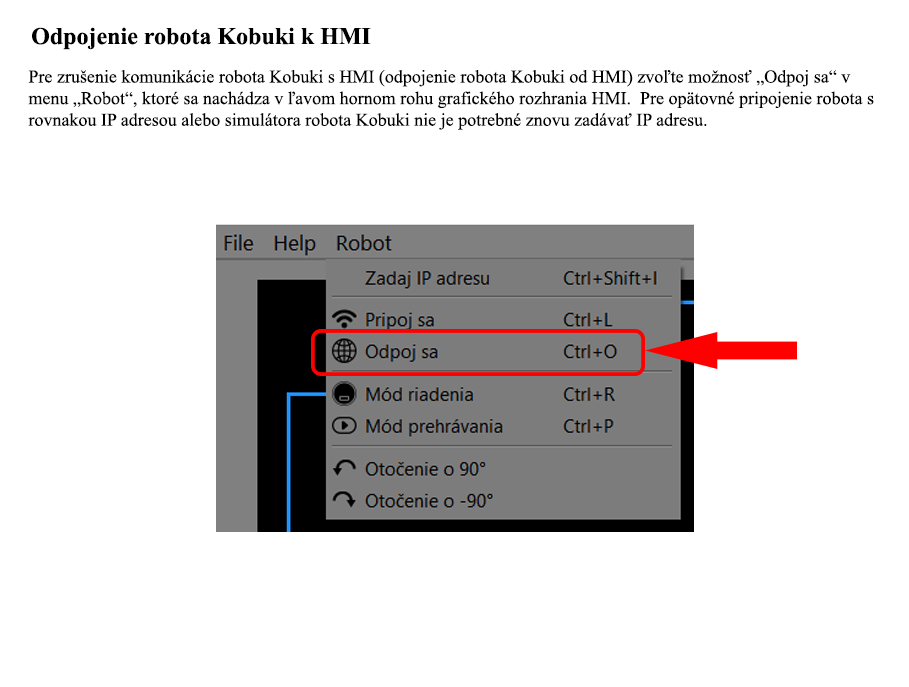 Odpojenie robota Kobuki k HMI
Pre zrušenie komunikácie robota Kobuki s HMI (odpojenie robota Kobuki od HMI) zvoľte možnosť „Odpoj sa“ v
menu „Robot“, ktoré sa nachádza v ľavom hornom rohu grafického rozhrania HMI.  Pre opätovné pripojenie robota s
rovnakou IP adresou alebo simulátora robota Kobuki nie je potrebné znovu zadávať IP adresu.
File Help Robot
Zadaj IP adresu Ctrl+Shift+I
Pripoj sa Ctrl+L
Odpoj sa Ctrl+O
Mód riadenia Ctrl+R
Mód prehrávania Ctrl+P
Otočenie o 90°
Otočenie o -90°